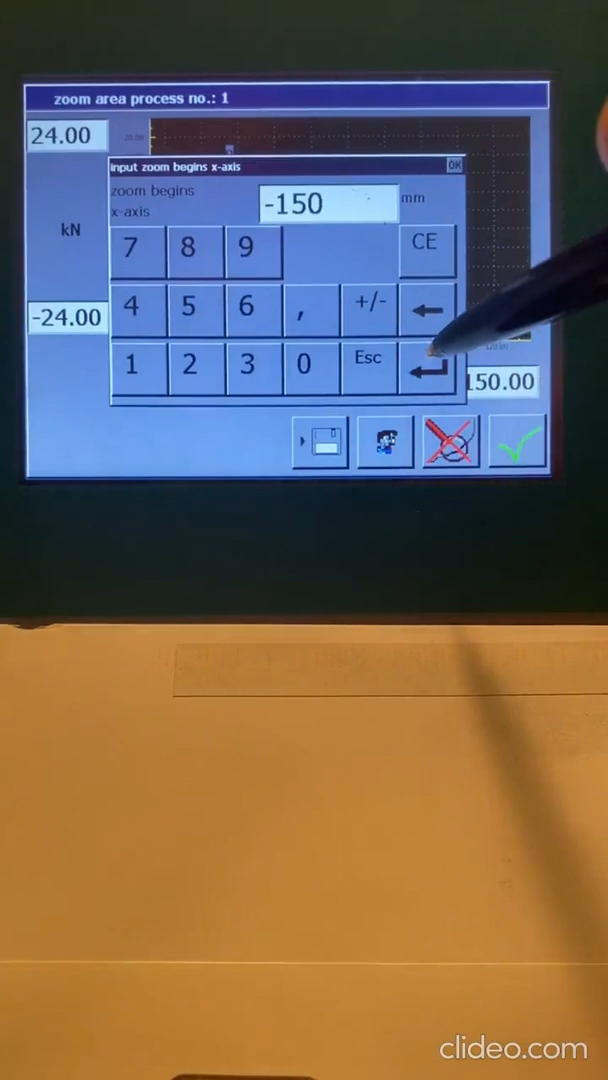 zoom area process no.: 1
24.00
input zoom begins x-axis
OK
zoom begins
x-axis
-150
mm
kN
7 8 9 CE
4 5 6 , +/-
-24.00
1 2 3 0 Esc
150.00
clideo.com